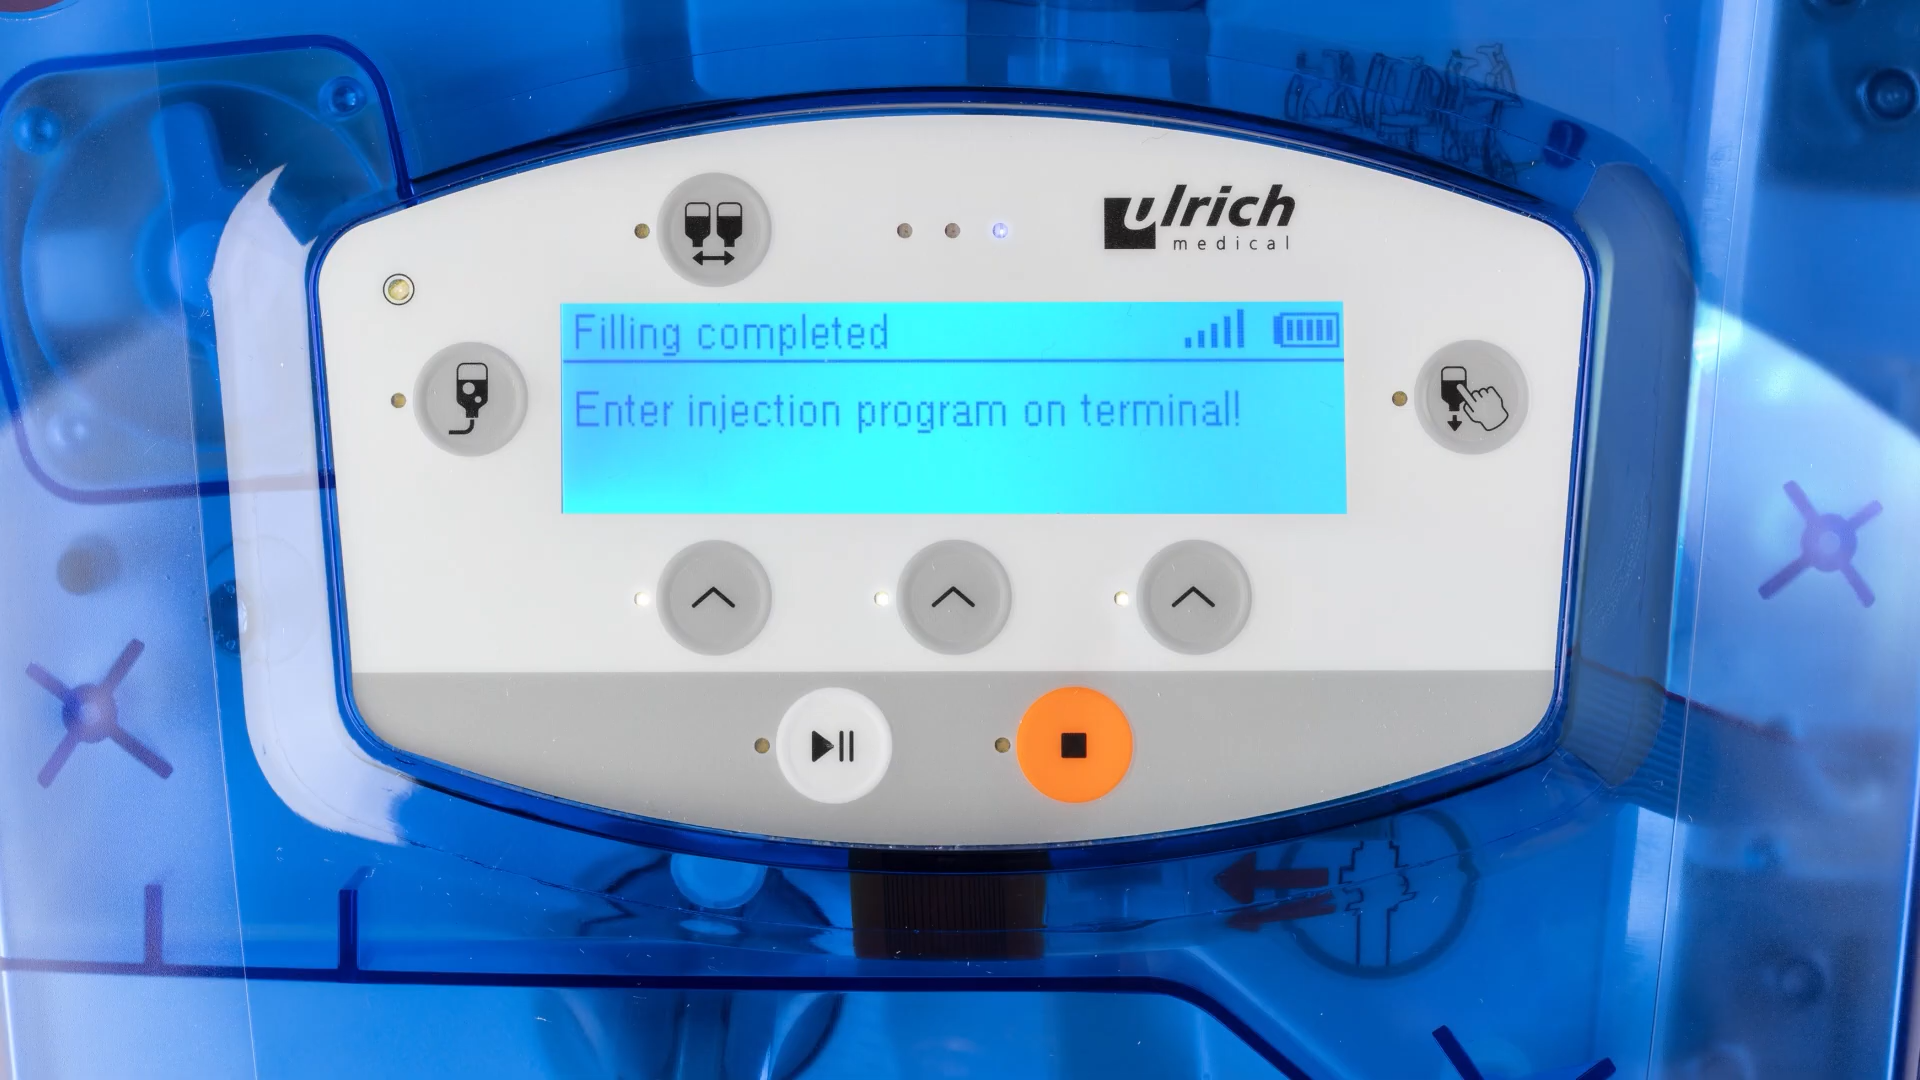 ulrich
medical
Filling completed
Enter injection program on terminal!